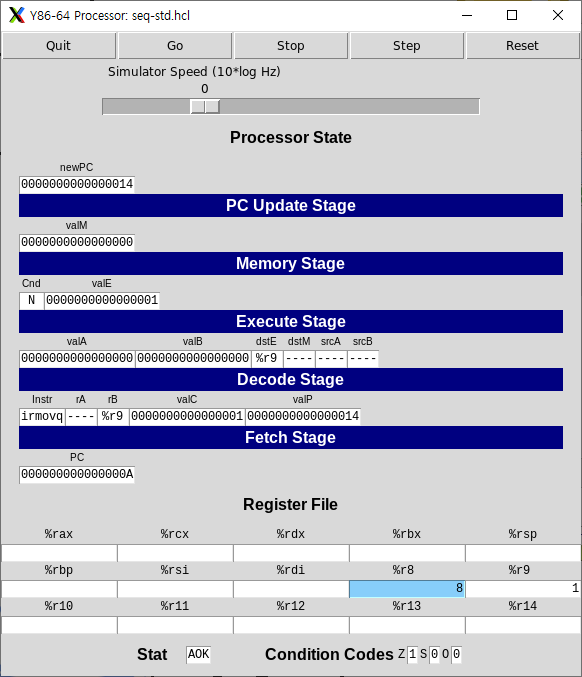 Y86-64 Processor: seq-std.hcl
Quit Go Stop Step Reset
Simulator Speed (10*log Hz)
0
Processor State
newPC
0000000000000014
PC Update Stage
valM
0000000000000000
Memory Stage
Cnd valE
N 0000000000000001
Execute Stage
valA valB dstE dstM srcA srcB
0000000000000000 0000000000000000 %r9 ---- ---- ----
Decode Stage
Instr rA rB valC valP
irmovq ---- %r9 0000000000000001 0000000000000014
Fetch Stage
PC
000000000000000A
Register File
%rax %rcx %rdx %rbx %rsp
%rbp %rsi %rdi %r8 %r9
8 1
%r10 %r11 %r12 %r13 %r14
Stat AOK Condition Codes Z 1 S 0 O 0